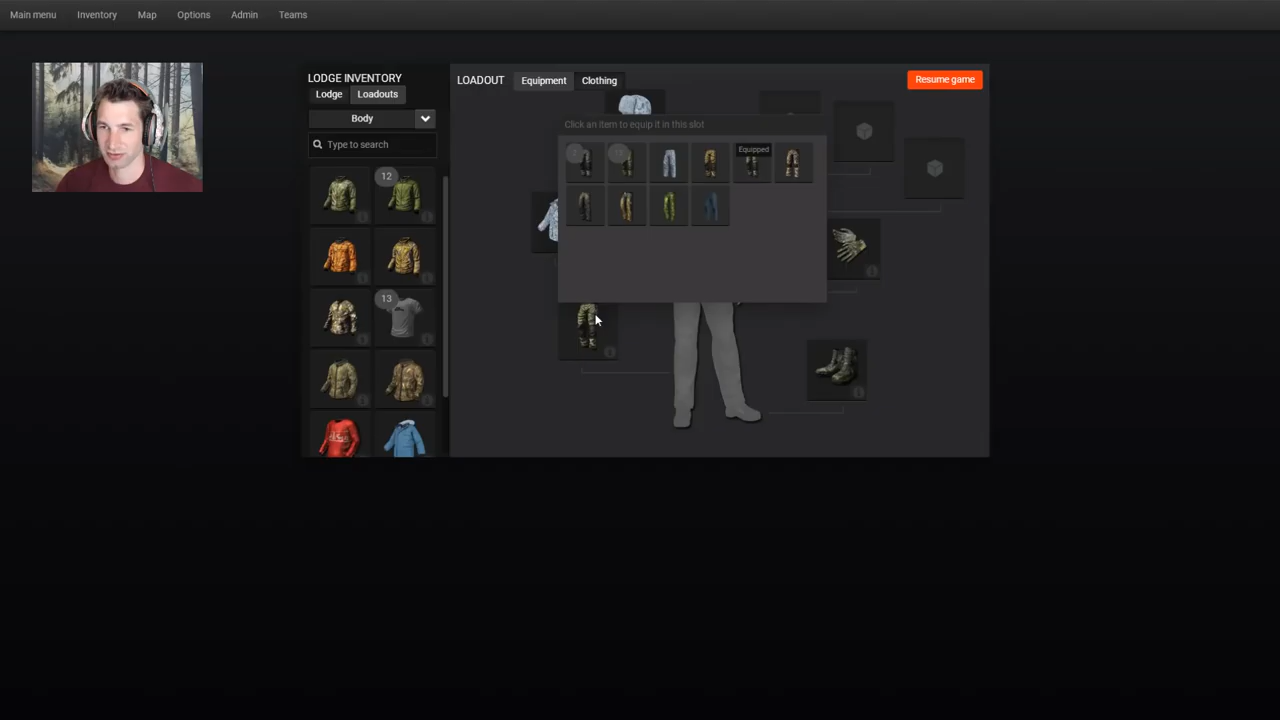 Main menu
Inventory
Map
Options
Admin
Teams
LODGE INVENTORY
Lodge
Loadouts
Body
Type to search
12
13
LOADOUT
Equipment
Clothing
Resume game
Click an item to equip it in this slot
Equipped